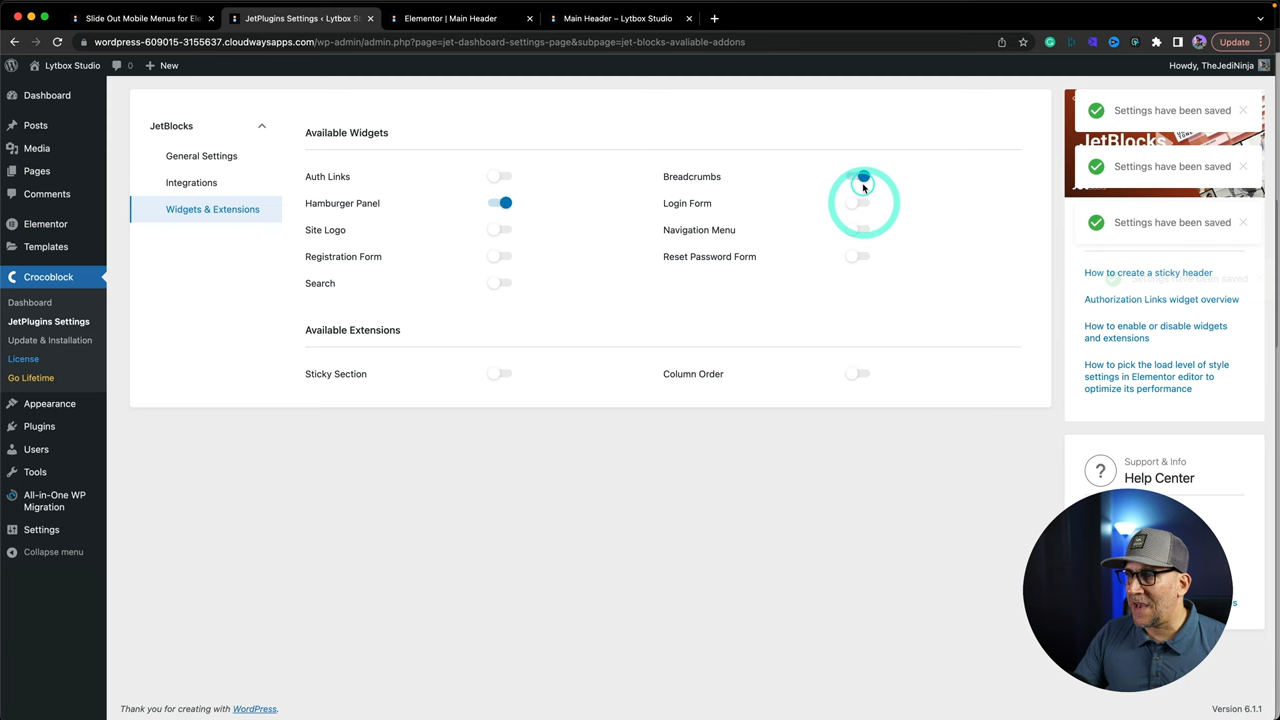 Slide Out Mobile Menus for Ele
JetPlugins Settings ‹ Lytbox St
Elementor | Main Header
Main Header – Lytbox Studio
wordpress-609015-3155637.cloudwaysapps.com/wp-admin/admin.php?page=jet-dashboard-settings-page&subpage=jet-blocks-avaliable-addons
Update
Lytbox Studio
0
New
Howdy, TheJediNinja
Dashboard
Posts
Media
Pages
Comments
Elementor
Templates
Crocoblock
Dashboard
JetPlugins Settings
Update & Installation
License
Go Lifetime
Appearance
Plugins
Users
Tools
All-in-One WP
Migration
Settings
Collapse menu
JetBlocks
General Settings
Integrations
Widgets & Extensions
Available Widgets
Auth Links
Breadcrumbs
Hamburger Panel
Login Form
Site Logo
Navigation Menu
Registration Form
Reset Password Form
Search
Available Extensions
Sticky Section
Column Order
Settings have been saved
JetBlocks
Settings have been saved
Settings have been saved
How to create a sticky header
Settings have been saved
Authorization Links widget overview
How to enable or disable widgets
and extensions
How to pick the load level of style
settings in Elementor editor to
optimize its performance
?
Support & Info
Help Center
Thank you for creating with WordPress.
Version 6.1.1